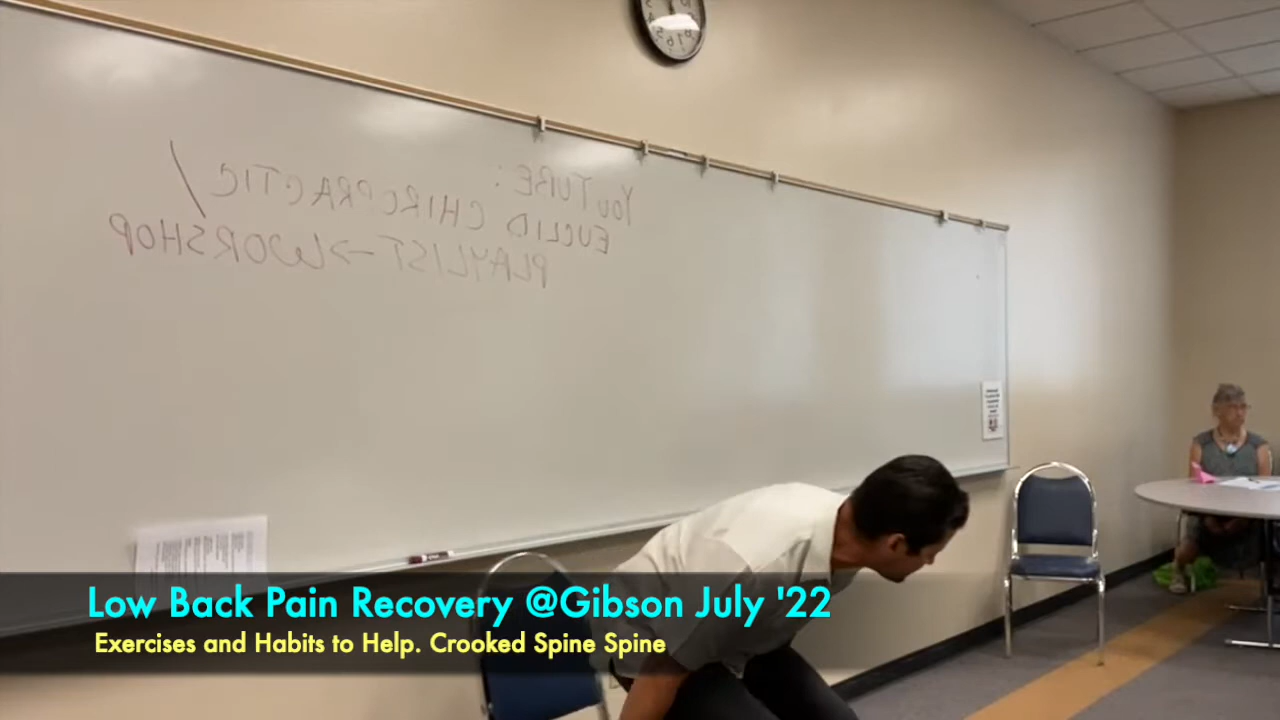 YOUTUBE:
EUCLID CHIROPRACTIC/
PLAYLIST→WORSHOP
Low Back Pain Recovery @Gibson July '22
Exercises and Habits to Help. Crooked Spine Spine